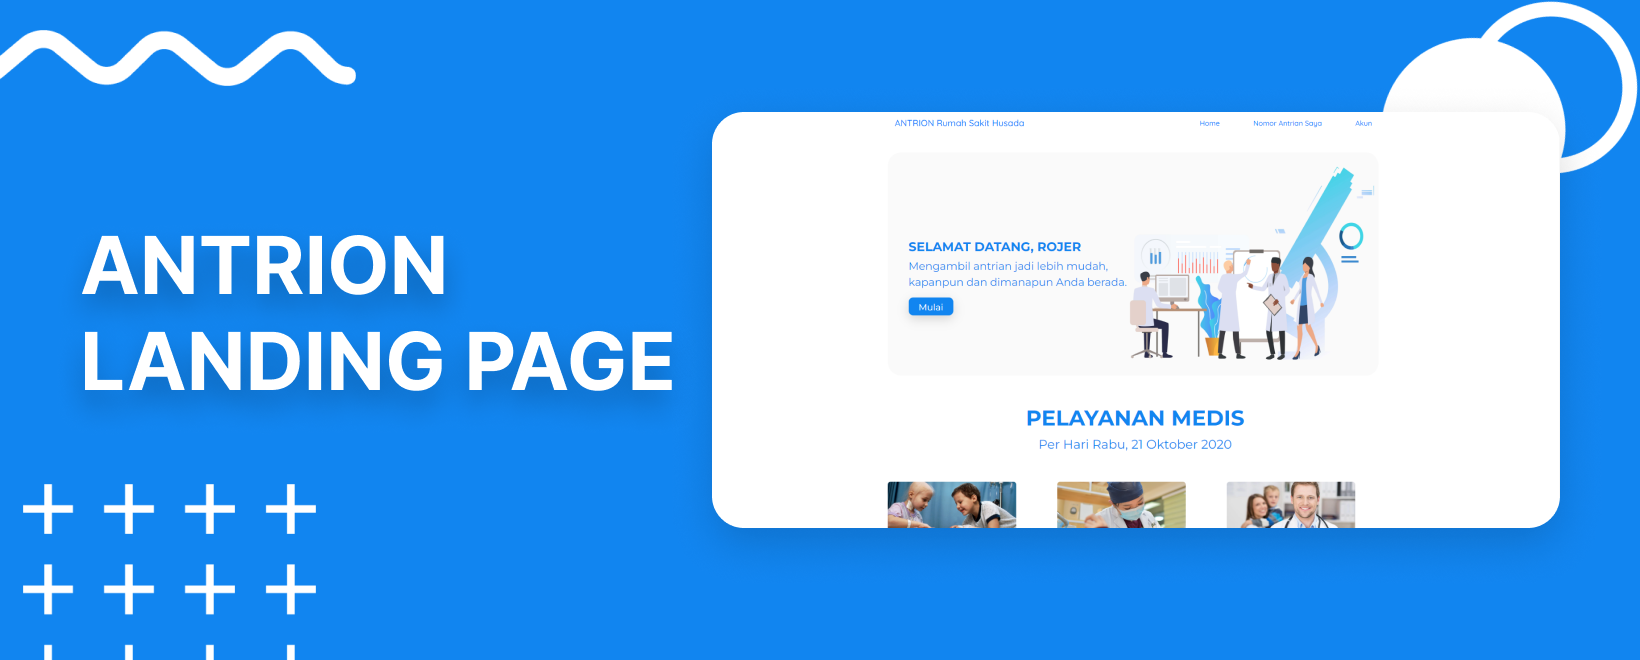 ANTRION
LANDING PAGE
ANTRION Rumah Sakit Husada
Home
Nomor Antrian Saya
Akun
SELAMAT DATANG, ROJER
Mengambil antrian jadi lebih mudah,
kapanpun dan dimanapun Anda berada.
Mulai
PELAYANAN MEDIS
Per Hari Rabu, 21 Oktober 2020